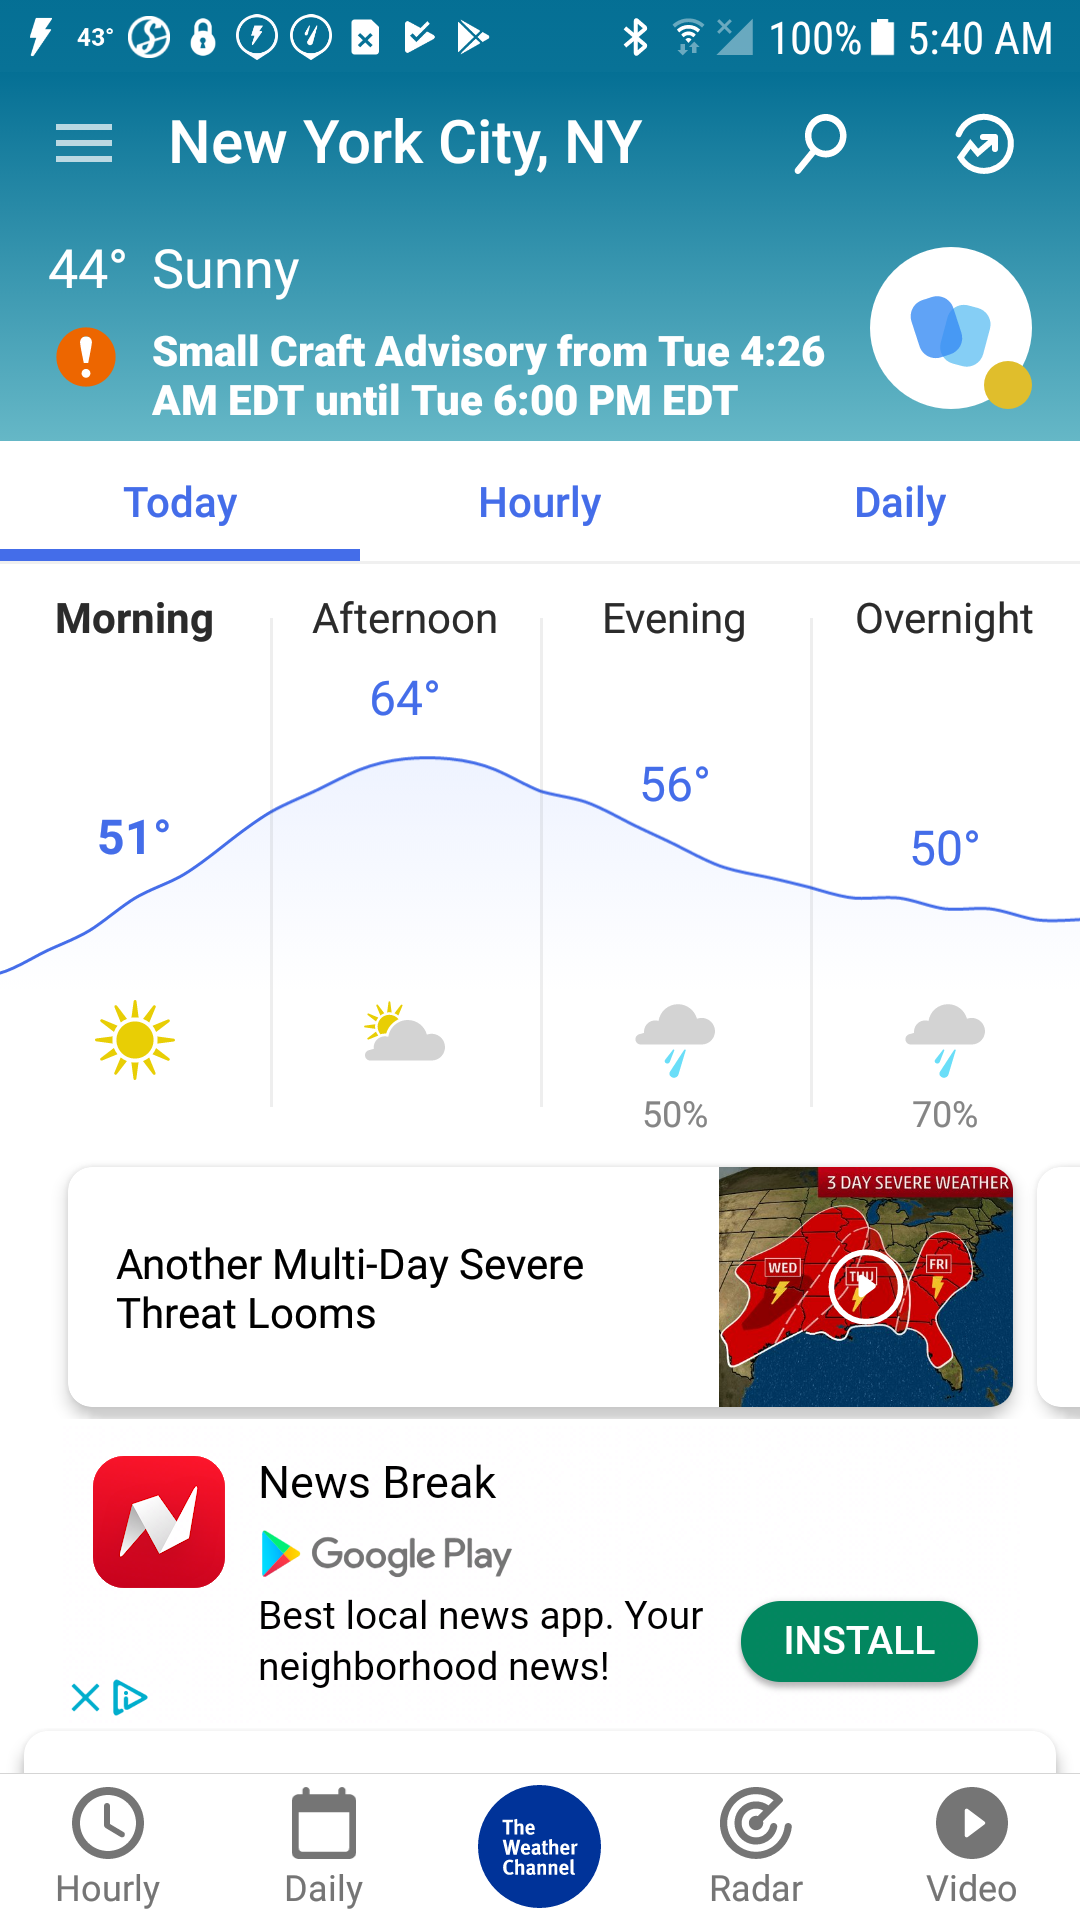 43° 100% 5:40 AM
New York City, NY
44° Sunny
Small Craft Advisory from Tue 4:26
AM EDT until Tue 6:00 PM EDT
Today Hourly Daily
Morning Afternoon Evening Overnight
51° 64° 56° 50°
50% 70%
Another Multi-Day Severe
Threat Looms
3 DAY SEVERE WEATHER
WED THU FRI
News Break
Google Play
Best local news app. Your
neighborhood news!
INSTALL
Hourly Daily
The
Weather
Channel
Radar Video